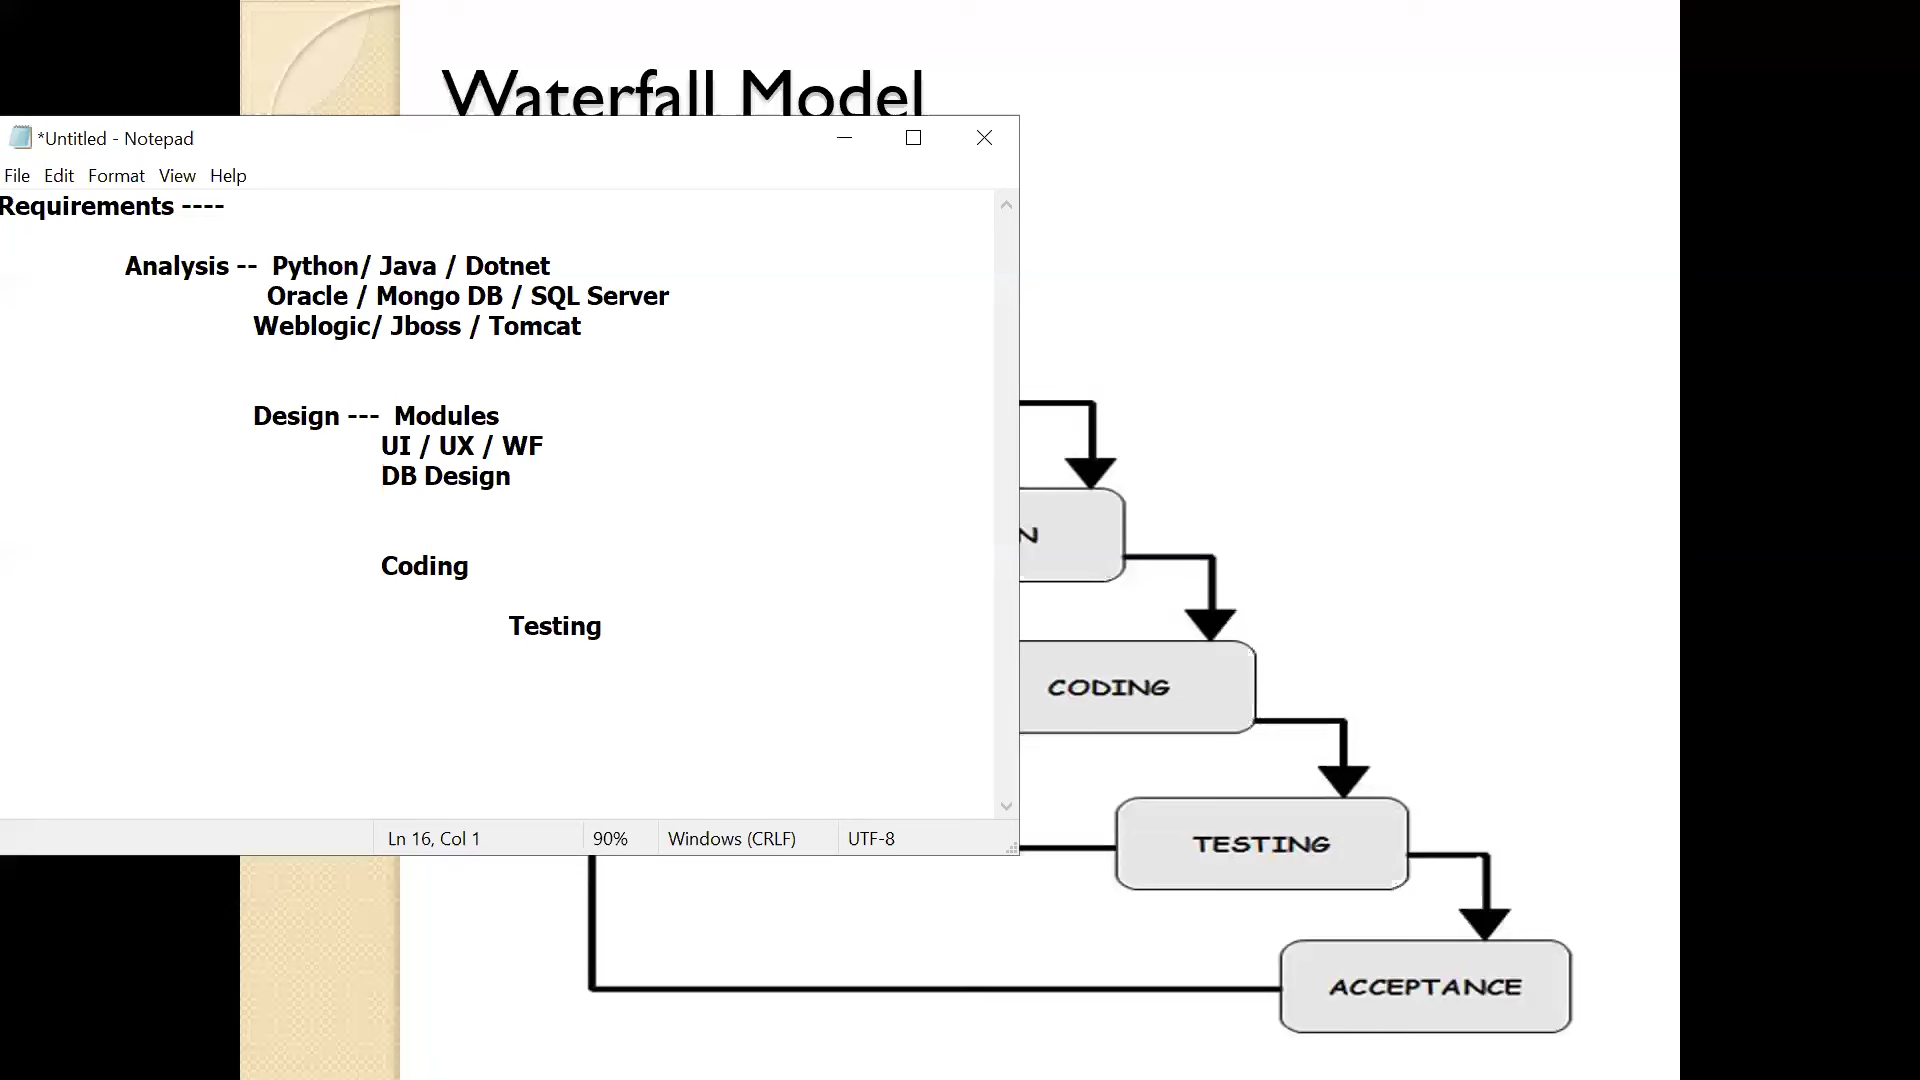 Waterfall Model
*Untitled - Notepad
File Edit Format View Help
Requirements ----
Analysis -- Python/ Java / Dotnet
Oracle / Mongo DB / SQL Server
Weblogic/ Jboss / Tomcat
Design --- Modules
UI / UX / WF
DB Design
Coding
Testing
Ln 16, Col 1
90%
Windows (CRLF)
UTF-8
CODING
TESTING
ACCEPTANCE